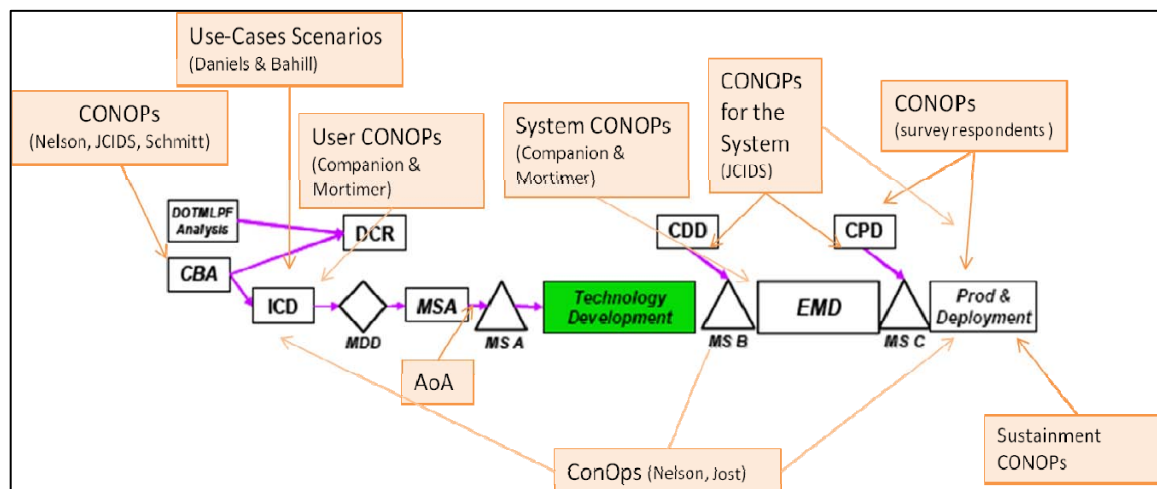 Use-Cases Scenarios
(Daniels & Bahill)
CONOPs
(Nelson, JCIDS, Schmitt)
User CONOPs
(Companion &
Mortimer)
System CONOPs
(Companion &
Mortimer)
CONOPs
for the
System
(JCIDS)
CONOPs
(survey respondents )
DOTMLPF
Analysis
DCR
CBA
ICD
MDD
MSA
MS A
Technology
Development
CDD
MS B
EMD
CPD
MS C
Prod &
Deployment
AoA
ConOps (Nelson, Jost)
Sustainment
CONOPs